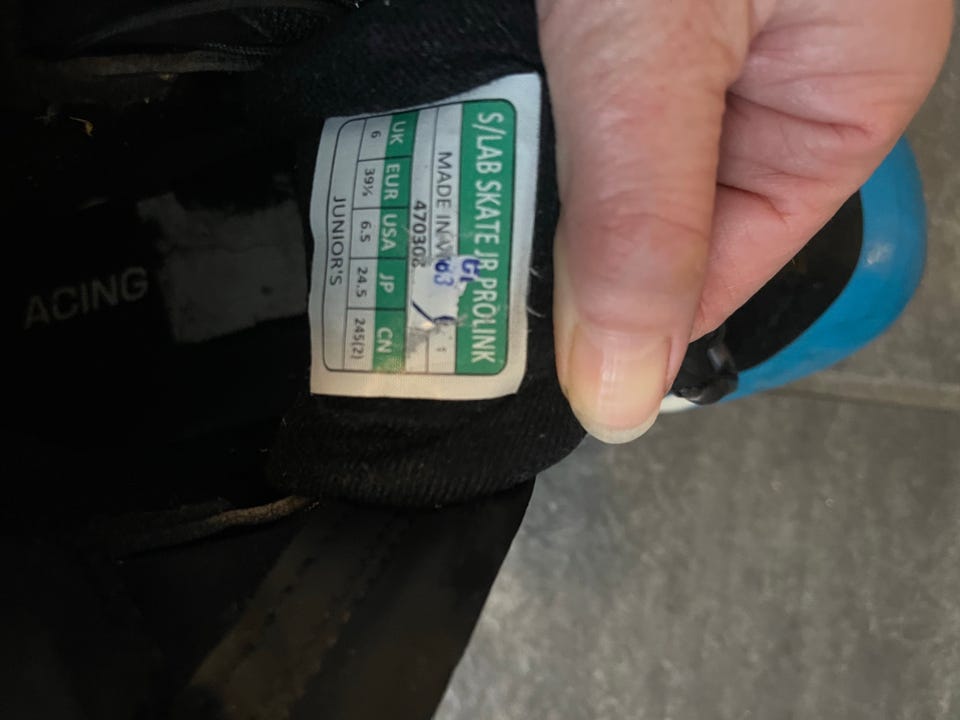 S/LAB SKATE JR PROLINK
MADE IN
470308
UK EUR USA JP CN
6 39⅓ 6.5 24.5 245(2)
JUNIOR'S
ACING